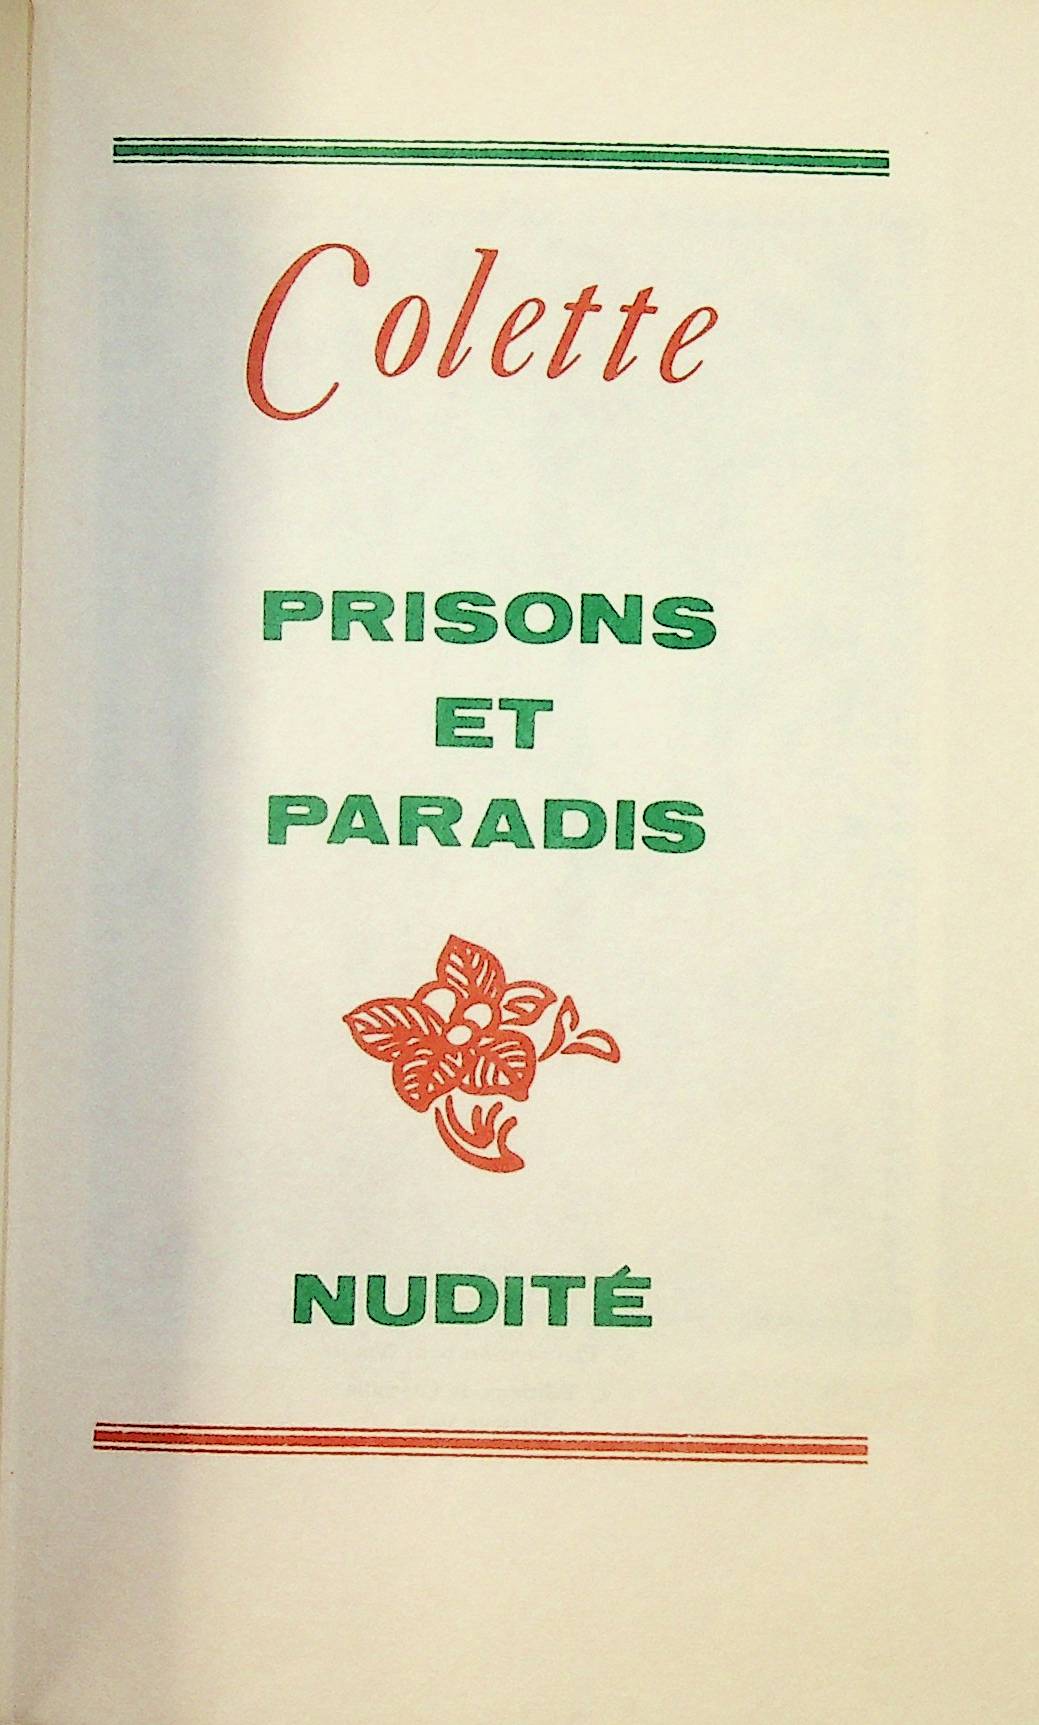 Colette
PRISONS
ET
PARADIS
NUDITÉ